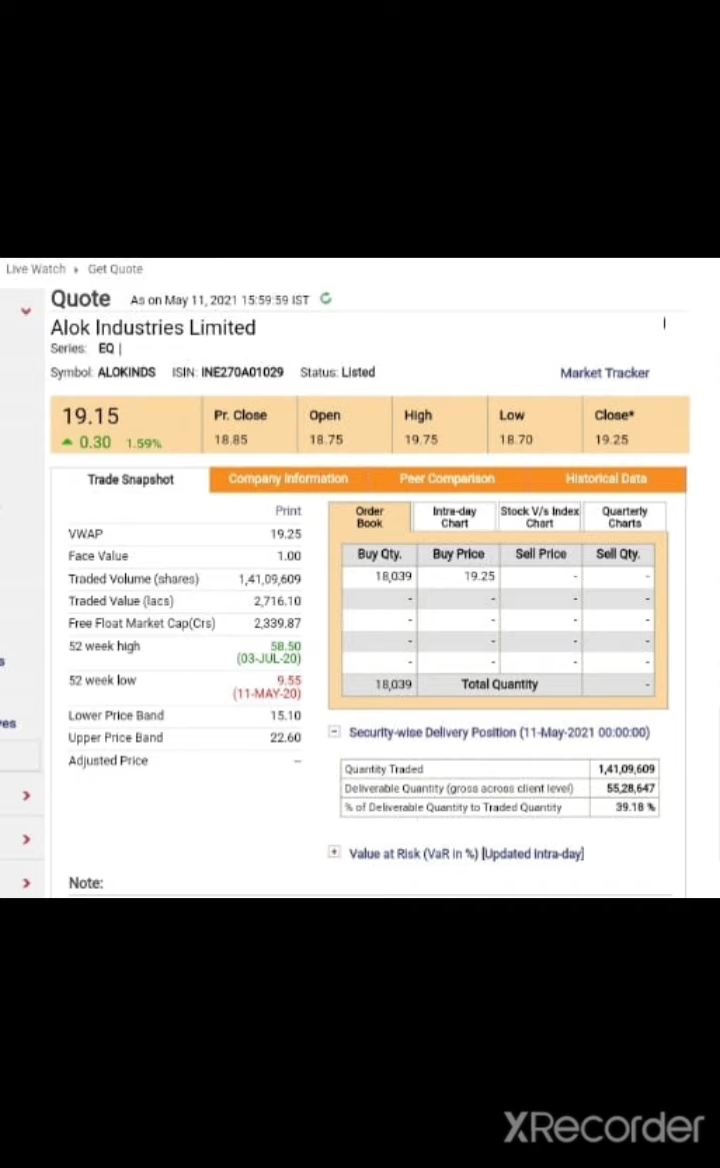 Live Watch › Get Quote
Quote As on May 11, 2021 15:59:59 IST
Alok Industries Limited
Series: EQ |
Symbol: ALOKINDS ISIN: INE270A01029 Status: Listed
Market Tracker
19.15 Pr. Close Open High Low Close*
0.30 1.59% 18.85 18.75 19.75 18.70 19.25
Trade Snapshot Company Information Peer Comparison Historical Data
Print
VWAP 19.25
Face Value 1.00
Traded Volume (shares) 1,41,09,609
Traded Value (lacs) 2,716.10
Free Float Market Cap(Crs) 2,339.87
52 week high 58.50
(03-JUL-20)
52 week low 9.55
(11-MAY-20)
Lower Price Band 15.10
Upper Price Band 22.60
Adjusted Price -
Order Book Intra-day Chart Stock V/s Index Chart Quarterly Charts
Buy Qty. Buy Price Sell Price Sell Qty.
18,039 19.25 - -
- - - -
- - - -
- - - -
- - - -
18,039 Total Quantity -
Security-wise Delivery Position (11-May-2021 00:00:00)
Quantity Traded 1,41,09,609
Deliverable Quantity (gross across client level) 55,28,647
% of Deliverable Quantity to Traded Quantity 39.18 %
Value at Risk (VaR in %) [Updated intra-day]
Note:
XRecorder